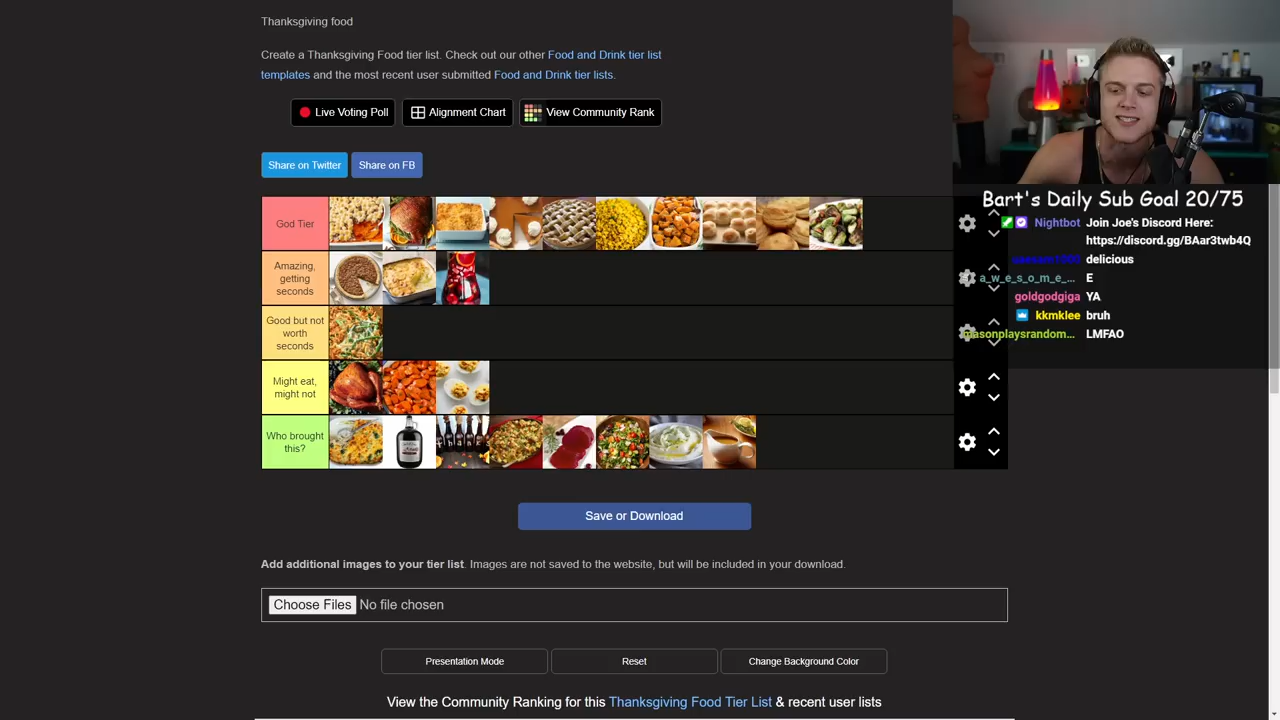 Thanksgiving food
Create a Thanksgiving Food tier list. Check out our other Food and Drink tier list
templates and the most recent user submitted Food and Drink tier lists.
Live Voting Poll
Alignment Chart
View Community Rank
Share on Twitter
Share on FB
God Tier
Amazing,
getting
seconds
Good but not
worth
seconds
Might eat,
might not
Who brought
this?
Save or Download
Add additional images to your tier list. Images are not saved to the website, but will be included in your download.
Choose Files No file chosen
Presentation Mode
Reset
Change Background Color
View the Community Ranking for this Thanksgiving Food Tier List & recent user lists
Bart's Daily Sub Goal 20/75
Nightbot Join Joe's Discord Here:
https://discord.gg/BAar3twb4Q
delicious
a_w_e_s_o_m_e_... E
goldgodgiga YA
kkmklee bruh
masonplaysrandom... LMFAO